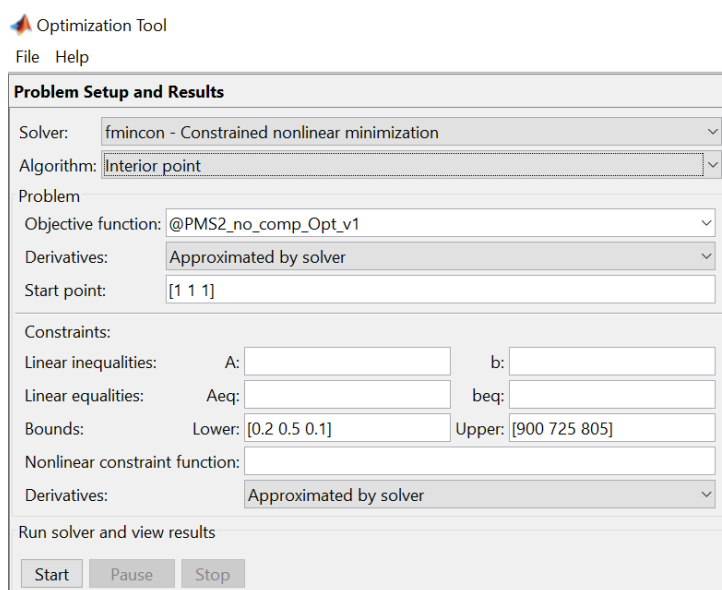 Optimization Tool
File Help
Problem Setup and Results
Solver: fmincon - Constrained nonlinear minimization
Algorithm: Interior point
Problem
Objective function: @PMS2_no_comp_Opt_v1
Derivatives: Approximated by solver
Start point: [1 1 1]
Constraints:
Linear inequalities: A: b:
Linear equalities: Aeq: beq:
Bounds: Lower: [0.2 0.5 0.1] Upper: [900 725 805]
Nonlinear constraint function:
Derivatives: Approximated by solver
Run solver and view results
Start Pause Stop